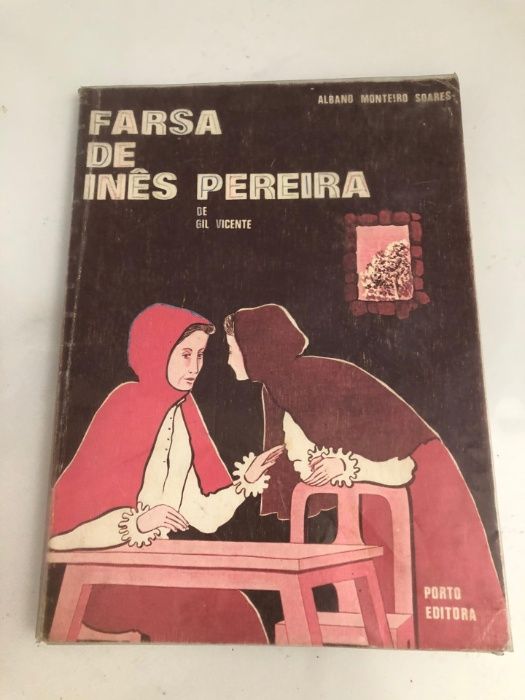 ALBANO MONTEIRO SOARES
FARSA
DE
INÊS PEREIRA
DE
GIL VICENTE
PORTO
EDITORA